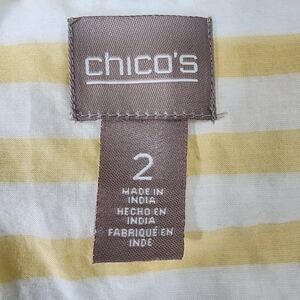 chico's
2
MADE IN
INDIA
HECHO EN
INDIA
FABRIQUÉ EN
INDE